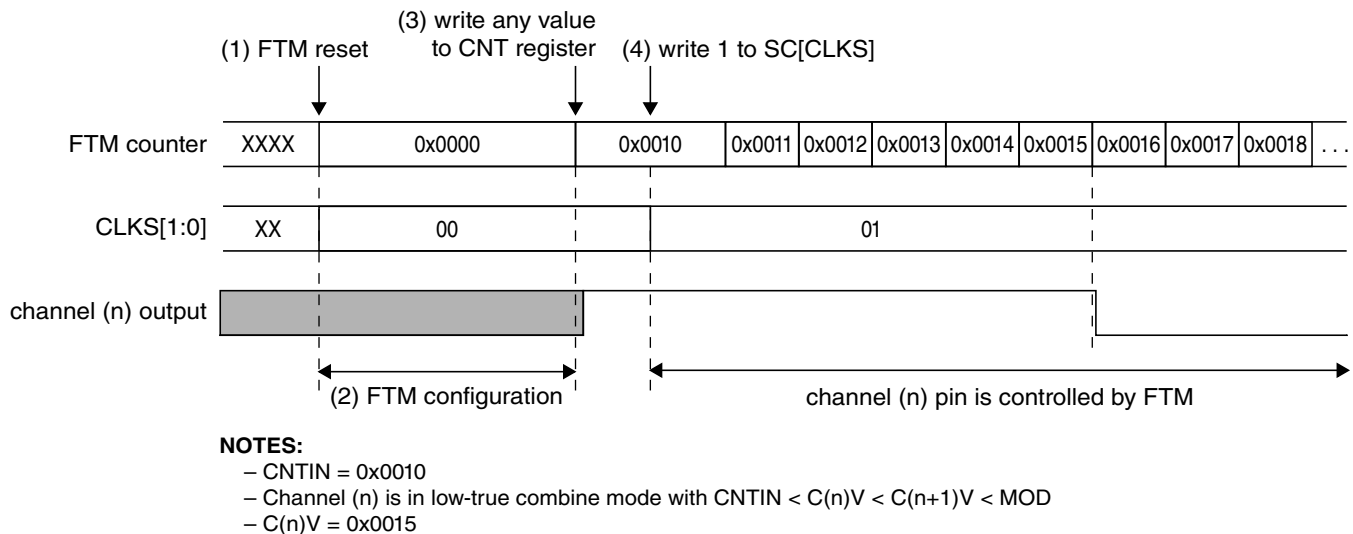 (3) write any value
(1) FTM reset to CNT register (4) write 1 to SC[CLKS]
FTM counter XXXX 0x0000 0x0010 0x0011 0x0012 0x0013 0x0014 0x0015 0x0016 0x0017 0x0018 . . .
CLKS[1:0] XX 00 01
channel (n) output
(2) FTM configuration channel (n) pin is controlled by FTM
NOTES:
– CNTIN = 0x0010
– Channel (n) is in low-true combine mode with CNTIN < C(n)V < C(n+1)V < MOD
– C(n)V = 0x0015